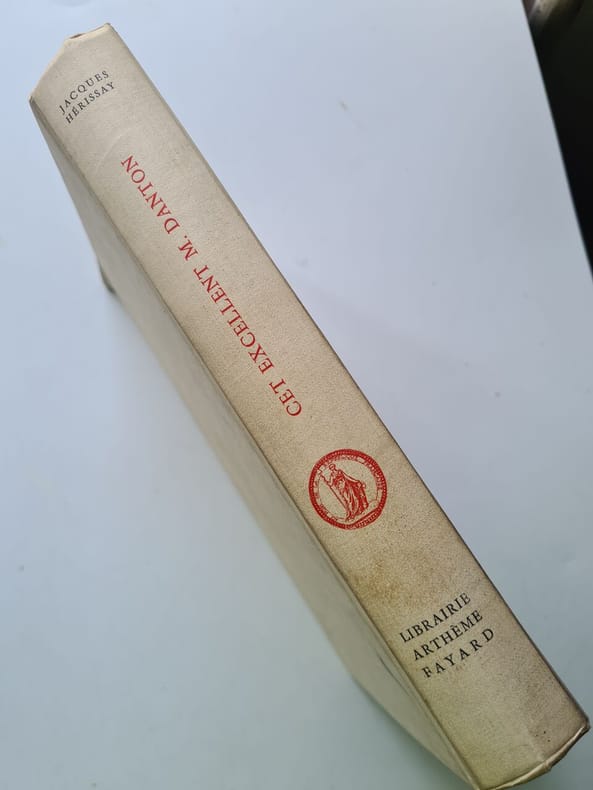 JACQUES
HÉRISSAY
CET EXCELLENT M. DANTON
LIBRAIRIE
ARTHÈME
FAYARD